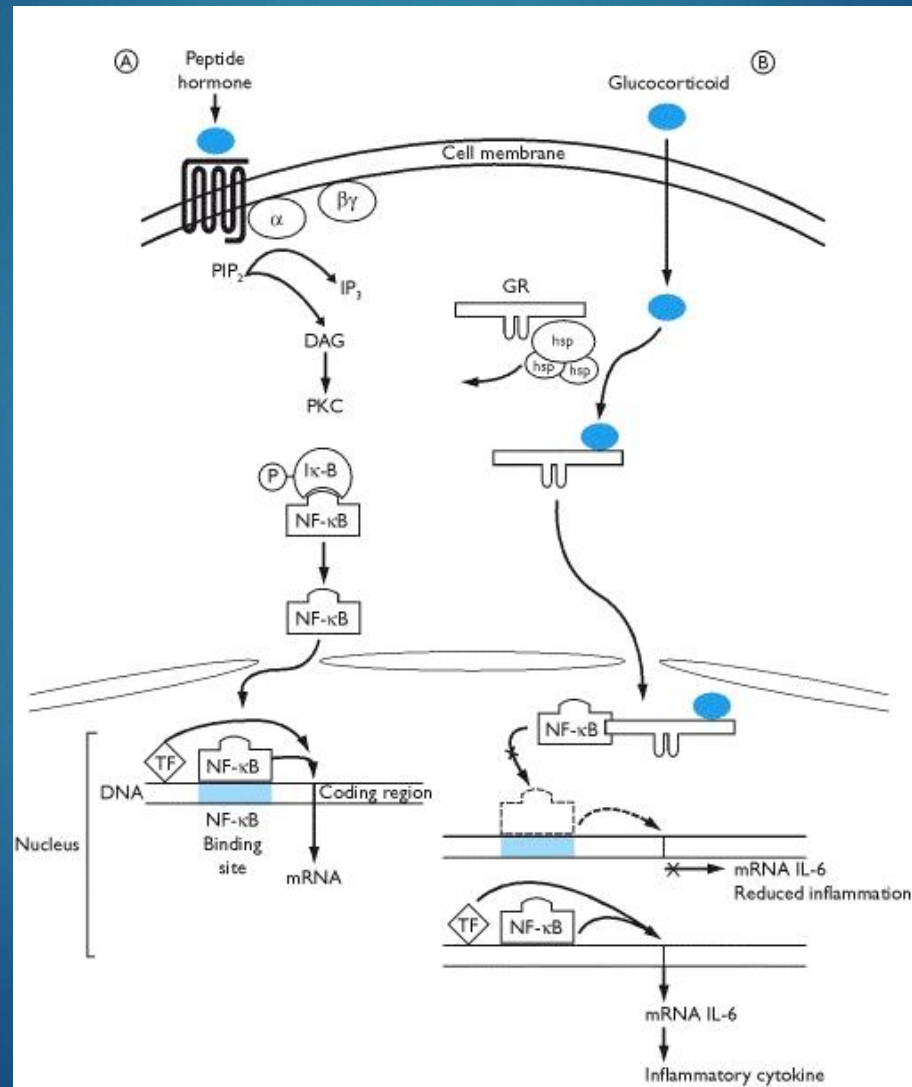 A
Peptide
hormone
B
Glucocorticoid
Cell membrane
α
βγ
PIP₂
IP₃
DAG
PKC
GR
hsp
hsp
hsp
P
Iκ-B
NF-κB
NF-κB
NF-κB
TF
NF-κB
DNA
Coding region
NF-κB
Binding
site
mRNA
Nucleus
mRNA IL-6
Reduced inflammation
TF
NF-κB
mRNA IL-6
Inflammatory cytokine